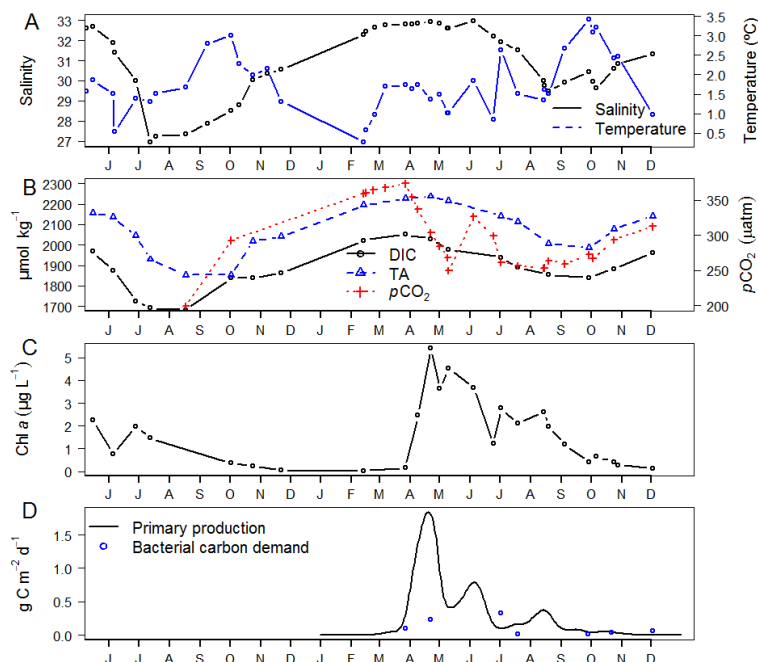 A
33
32
31
30
29
28
27
Salinity
3.5
3.0
2.5
2.0
1.5
1.0
0.5
Temperature (ºC)
Salinity
Temperature
J J A S O N D J F M A M J J A S O N D
B
2300
2200
2100
2000
1900
1800
1700
µmol kg⁻¹
350
300
250
200
pCO₂ (µatm)
DIC
TA
pCO₂
J J A S O N D J F M A M J J A S O N D
C
5
4
3
2
1
0
Chl a (µg L⁻¹)
J J A S O N D J F M A M J J A S O N D
D
1.5
1.0
0.5
0.0
g C m⁻² d⁻¹
Primary production
Bacterial carbon demand
J J A S O N D J F M A M J J A S O N D